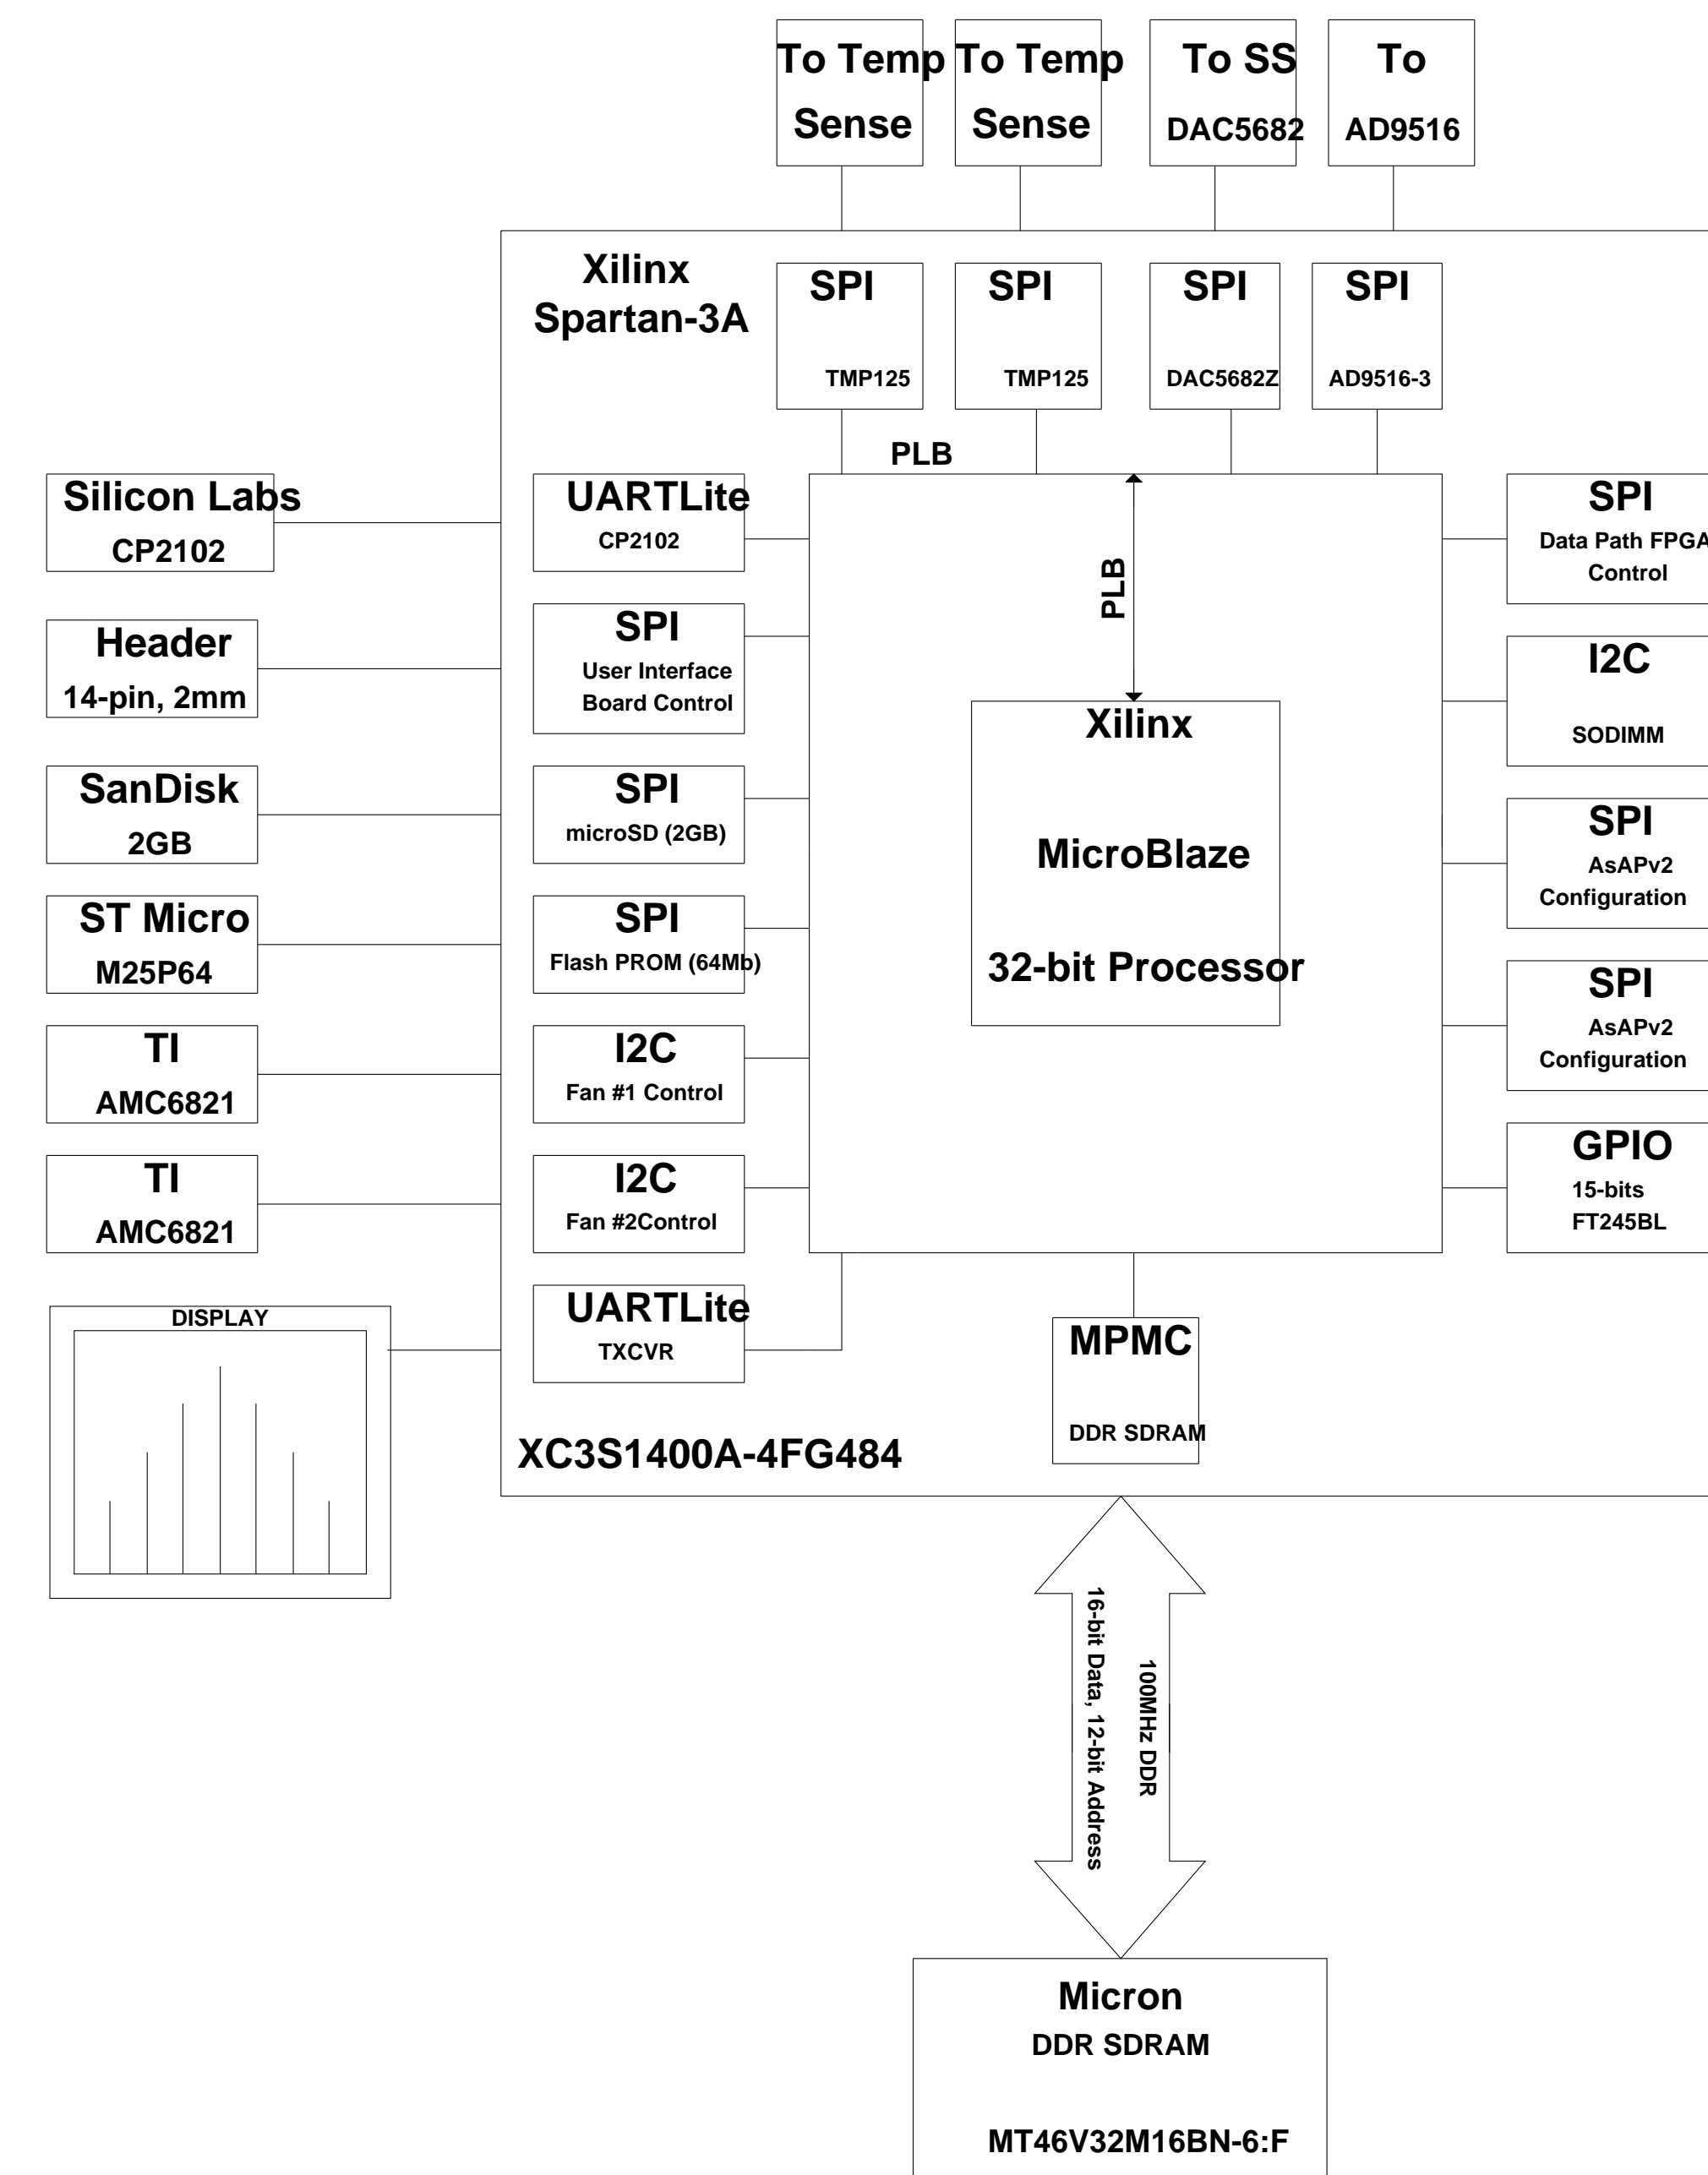 To Temp
Sense
To Temp
Sense
To SS
DAC5682
To
AD9516
Xilinx
Spartan-3A
SPI
TMP125
SPI
TMP125
SPI
DAC5682Z
SPI
AD9516-3
PLB
Silicon Labs
CP2102
Header
14-pin, 2mm
SanDisk
2GB
ST Micro
M25P64
TI
AMC6821
TI
AMC6821
DISPLAY
UARTLite
CP2102
SPI
User Interface
Board Control
SPI
microSD (2GB)
SPI
Flash PROM (64Mb)
I2C
Fan #1 Control
I2C
Fan #2Control
UARTLite
TXCVR
PLB
Xilinx
MicroBlaze
32-bit Processor
SPI
Data Path FPGA
Control
I2C
SODIMM
SPI
AsAPv2
Configuration
SPI
AsAPv2
Configuration
GPIO
15-bits
FT245BL
MPMC
DDR SDRAM
XC3S1400A-4FG484
100MHz DDR
16-bit Data, 12-bit Address
Micron
DDR SDRAM
MT46V32M16BN-6:F